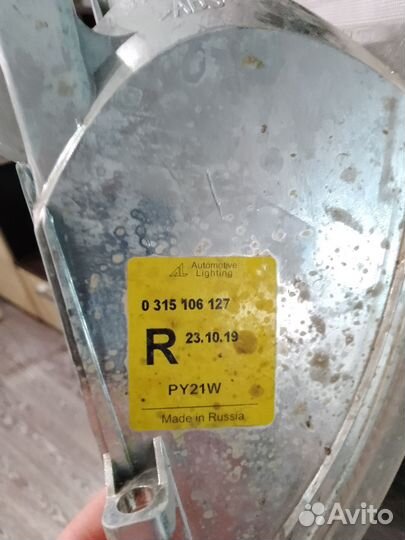 Automotive
Lighting
0 315 106 127
R 23.10.19
PY21W
Made in Russia
Avito